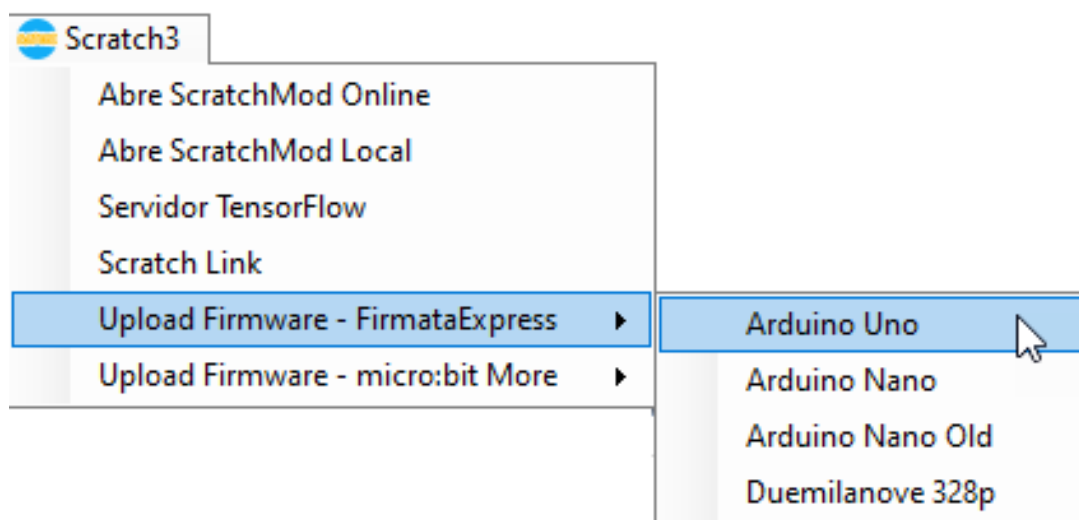 Scratch3
Abre ScratchMod Online
Abre ScratchMod Local
Servidor TensorFlow
Scratch Link
Upload Firmware - FirmataExpress
Upload Firmware - micro:bit More
Arduino Uno
Arduino Nano
Arduino Nano Old
Duemilanove 328p